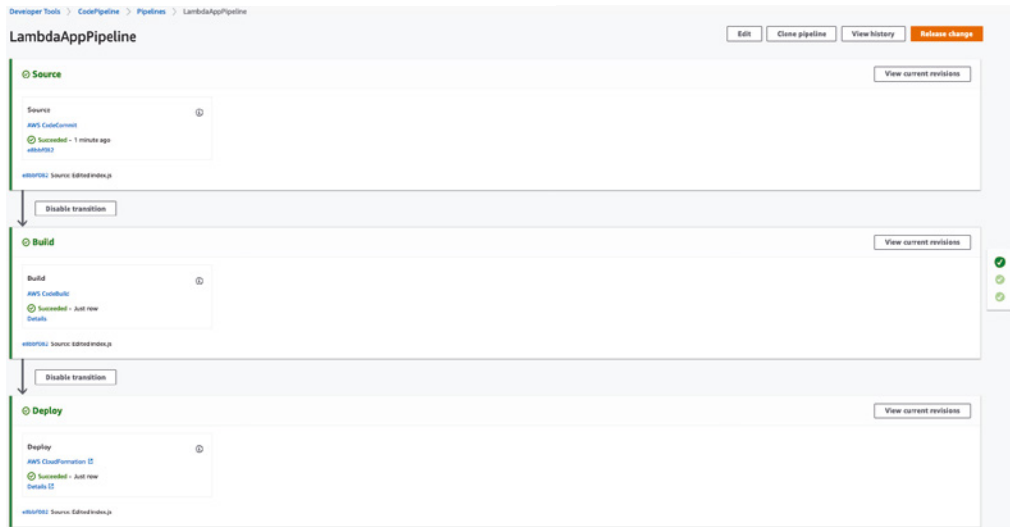 Developer Tools > CodePipeline > Pipelines > LambdaAppPipeline
LambdaAppPipeline
Edit Clone pipeline View history Release change
Source View current revisions
Source
AWS CodeCommit
Succeeded - 1 minute ago
Source: Edited index.js
Disable transition
Build View current revisions
Build
AWS CodeBuild
Succeeded - Just now
Details
Source: Edited index.js
Disable transition
Deploy View current revisions
Deploy
AWS CloudFormation
Succeeded - Just now
Details
Source: Edited index.js